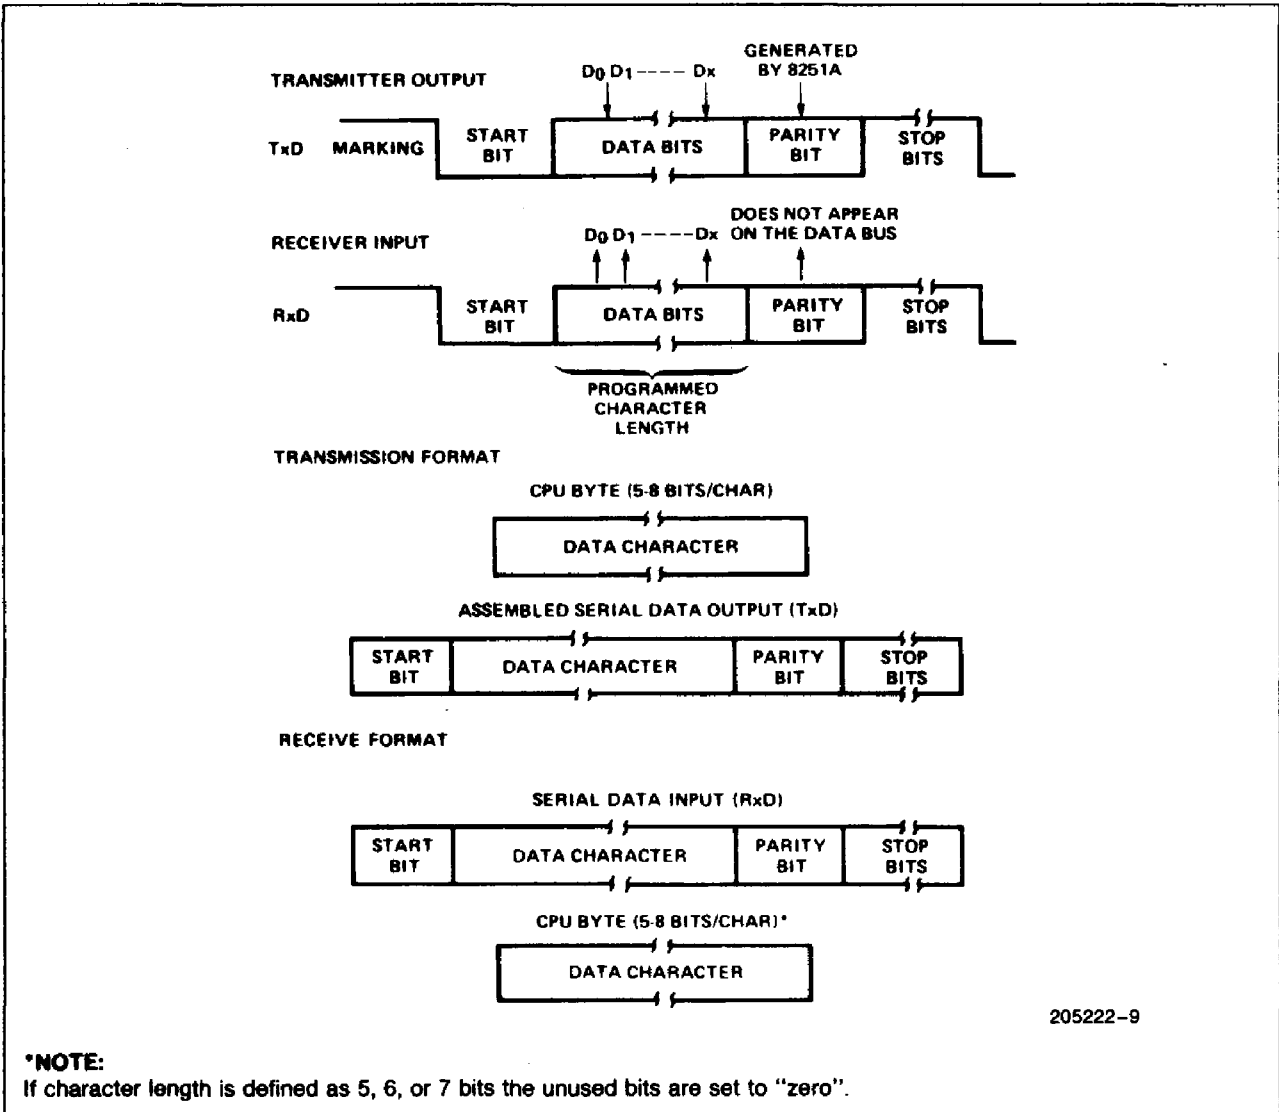 TRANSMITTER OUTPUT
D0 D1 ---- Dx
GENERATED
BY 8251A
TxD MARKING
START
BIT
DATA BITS
PARITY
BIT
STOP
BITS
RECEIVER INPUT
D0 D1 ---- Dx
DOES NOT APPEAR
ON THE DATA BUS
RxD
START
BIT
DATA BITS
PARITY
BIT
STOP
BITS
PROGRAMMED
CHARACTER
LENGTH
TRANSMISSION FORMAT
CPU BYTE (5-8 BITS/CHAR)
DATA CHARACTER
ASSEMBLED SERIAL DATA OUTPUT (TxD)
START
BIT
DATA CHARACTER
PARITY
BIT
STOP
BITS
RECEIVE FORMAT
SERIAL DATA INPUT (RxD)
START
BIT
DATA CHARACTER
PARITY
BIT
STOP
BITS
CPU BYTE (5-8 BITS/CHAR)*
DATA CHARACTER
205222-9
*NOTE:
If character length is defined as 5, 6, or 7 bits the unused bits are set to "zero".